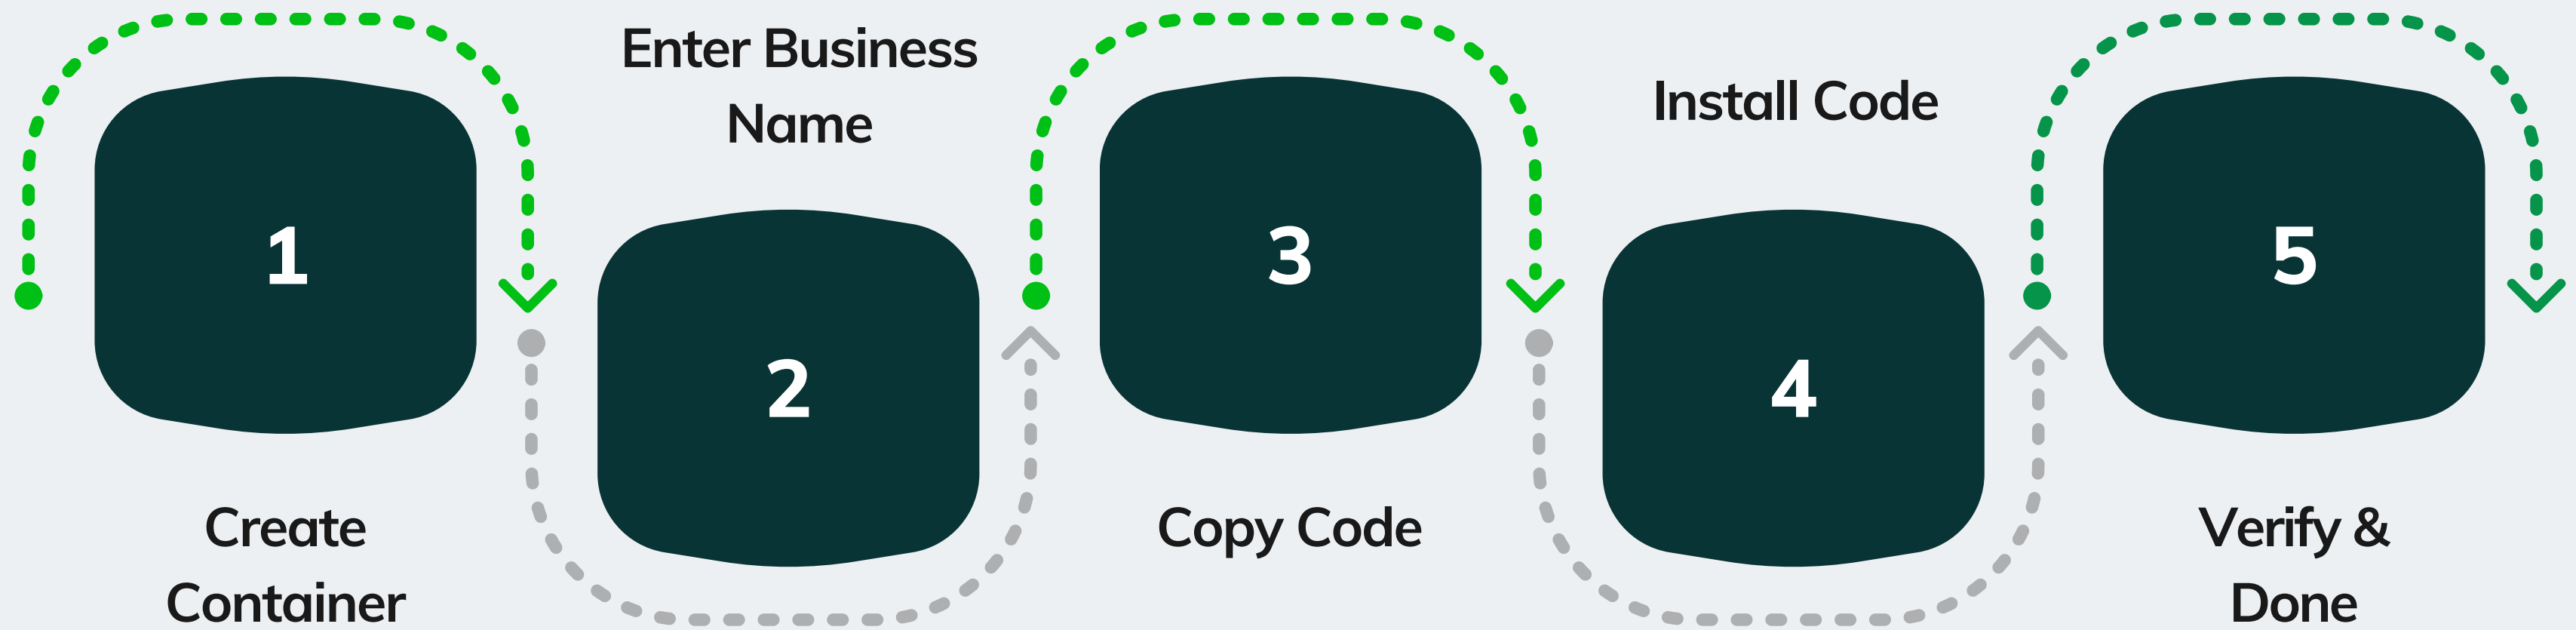 1
Create
Container
Enter Business
Name
2
3
Copy Code
Install Code
4
5
Verify &
Done